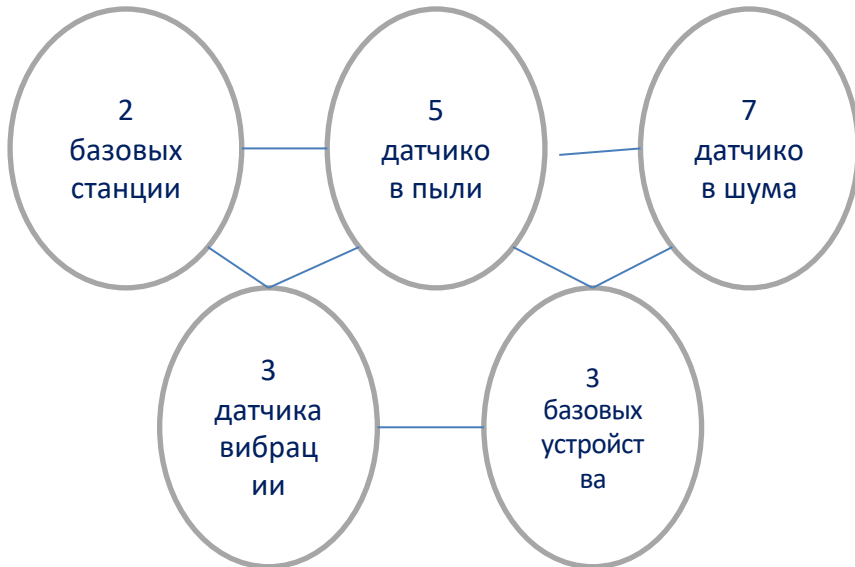 2
базовых
станции
5
датчико
в пыли
7
датчико
в шума
3
датчика
вибрац
ии
3
базовых
устройст
ва